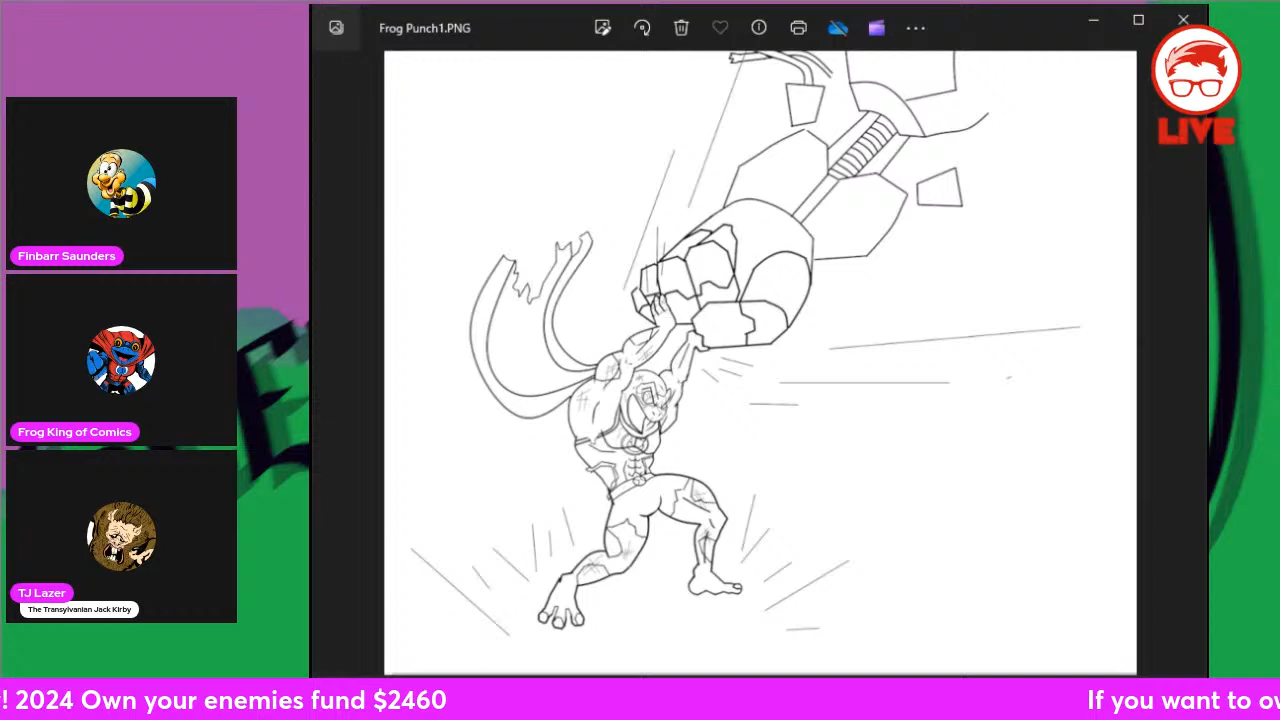 Frog Punch1.PNG
LIVE
Finbarr Saunders
Frog King of Comics
TJ Lazer
The Transylvanian Jack Kirby
! 2024 Own your enemies fund $2460
If you want to